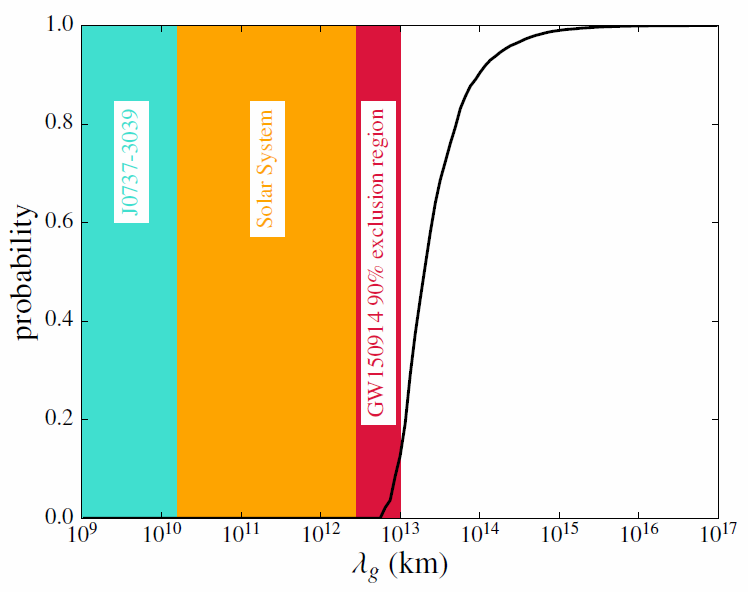 1.0
0.8
0.6
0.4
0.2
0.0
probability
J0737-3039
Solar System
GW150914 90% exclusion region
10⁹ 10¹⁰ 10¹¹ 10¹² 10¹³ 10¹⁴ 10¹⁵ 10¹⁶ 10¹⁷
λg (km)